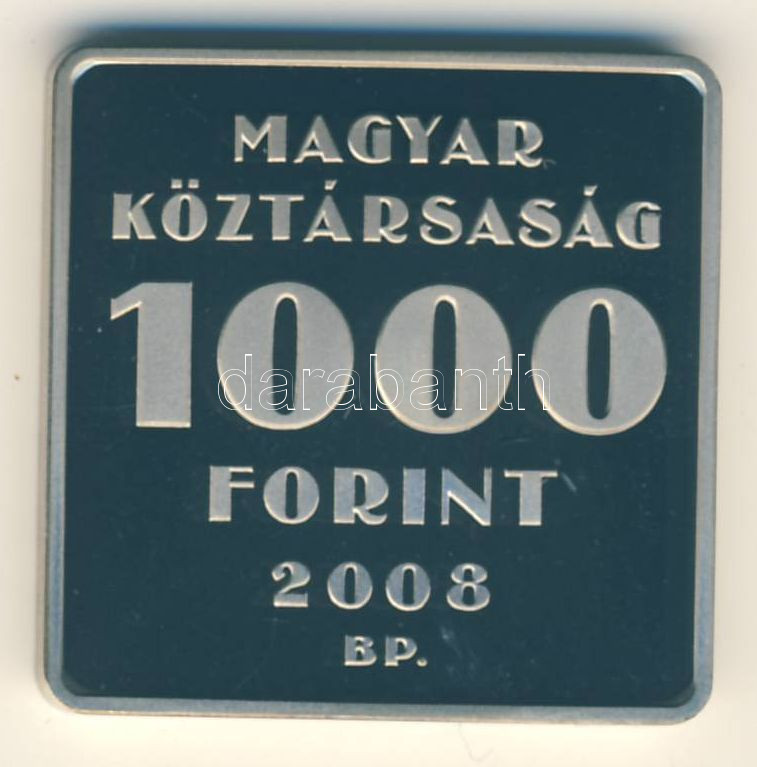 MAGYAR
KÖZTÁRSASÁG
1000
darabanth
FORINT
2008
BP.